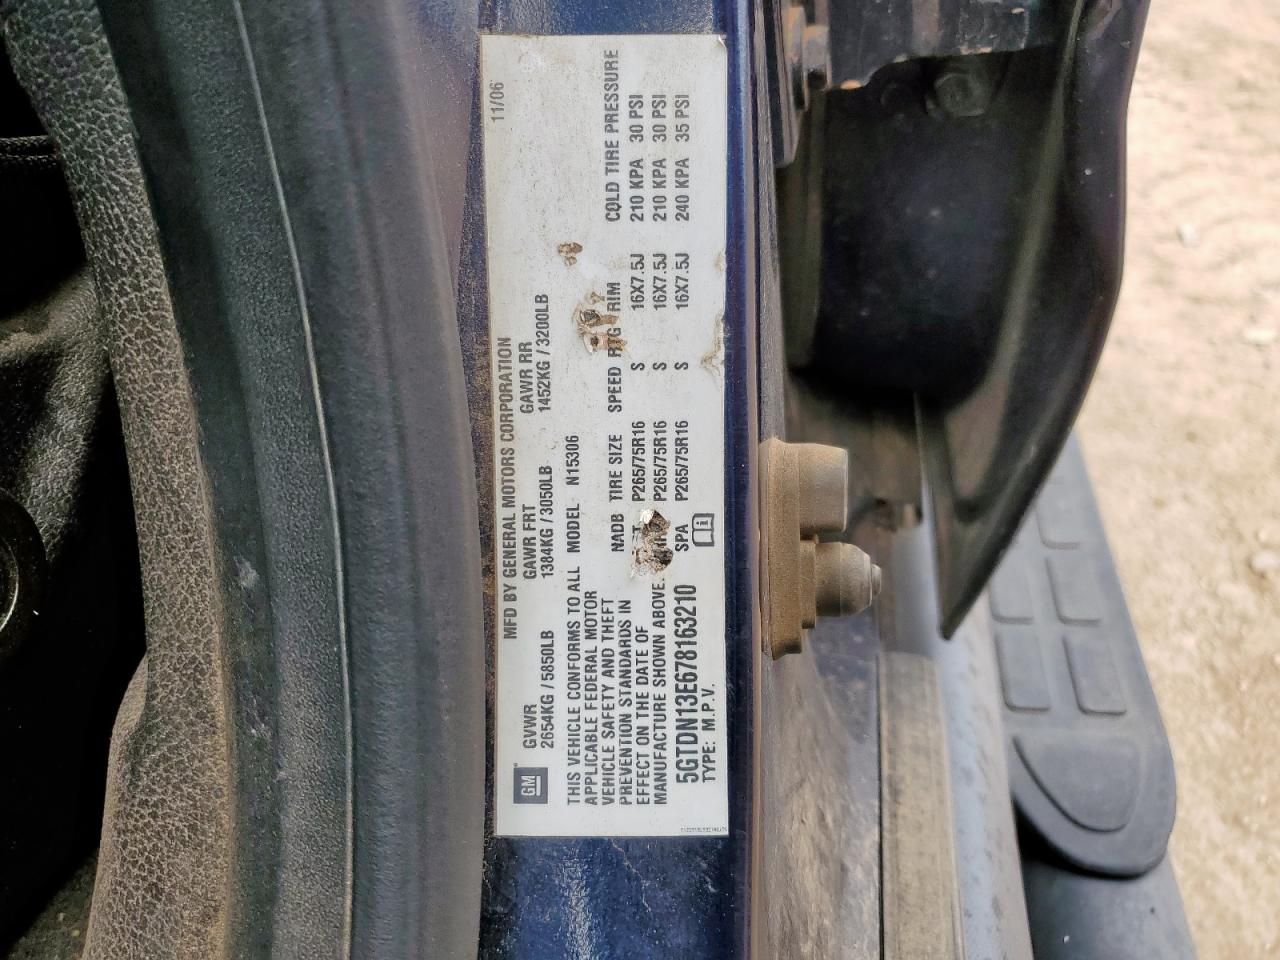 11/06
MFD BY GENERAL MOTORS CORPORATION
GM
GVWR GAWR FRT GAWR RR
2654KG / 5850LB 1384KG / 3050LB 1452KG / 3200LB
THIS VEHICLE CONFORMS TO ALL
APPLICABLE FEDERAL MOTOR
VEHICLE SAFETY AND THEFT
PREVENTION STANDARDS IN
EFFECT ON THE DATE OF
MANUFACTURE SHOWN ABOVE.
MODEL N15306
NADB TIRE SIZE SPEED RTG RIM COLD TIRE PRESSURE
P265/75R16 S 16X7.5J 210 KPA 30 PSI
P265/75R16 S 16X7.5J 210 KPA 30 PSI
SPA P265/75R16 S 16X7.5J 240 KPA 35 PSI
5GTDN13E678163210
TYPE: M.P.V.